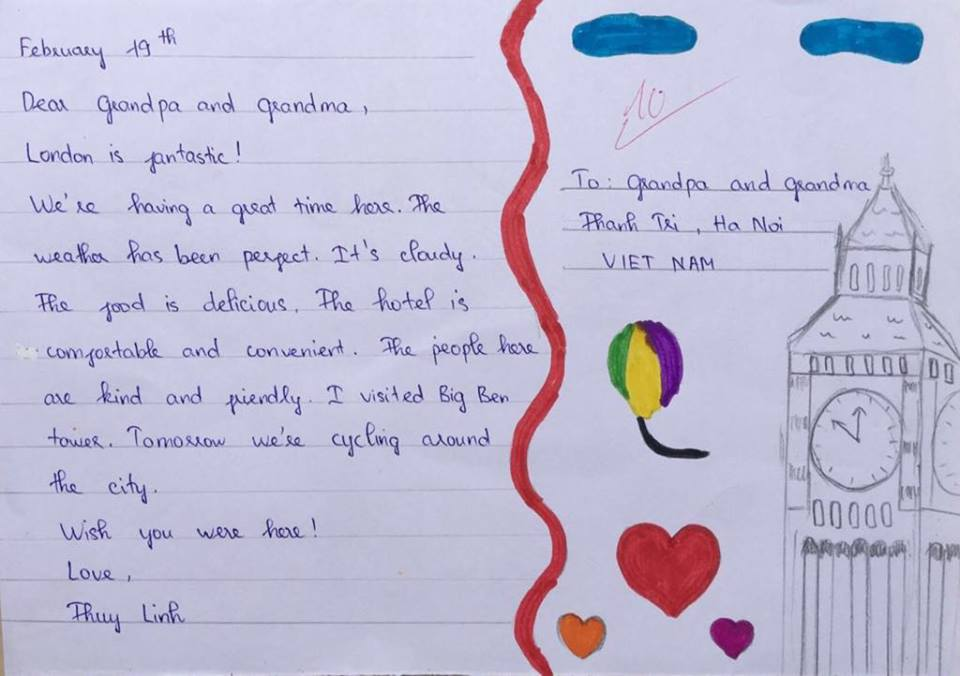 February 19th
Dear Grandpa and Grandma,
London is fantastic!
We're having a great time here. The
weather has been perfect. It's cloudy.
The food is delicious. The hotel is
comfortable and convenient. The people here
are kind and friendly. I visited Big Ben
tower. Tomorrow we're cycling around
the city.
Wish you were here!
Love,
Thuy Linh
10
To: Grandpa and Grandma
Thanh Tri, Ha Noi
VIET NAM